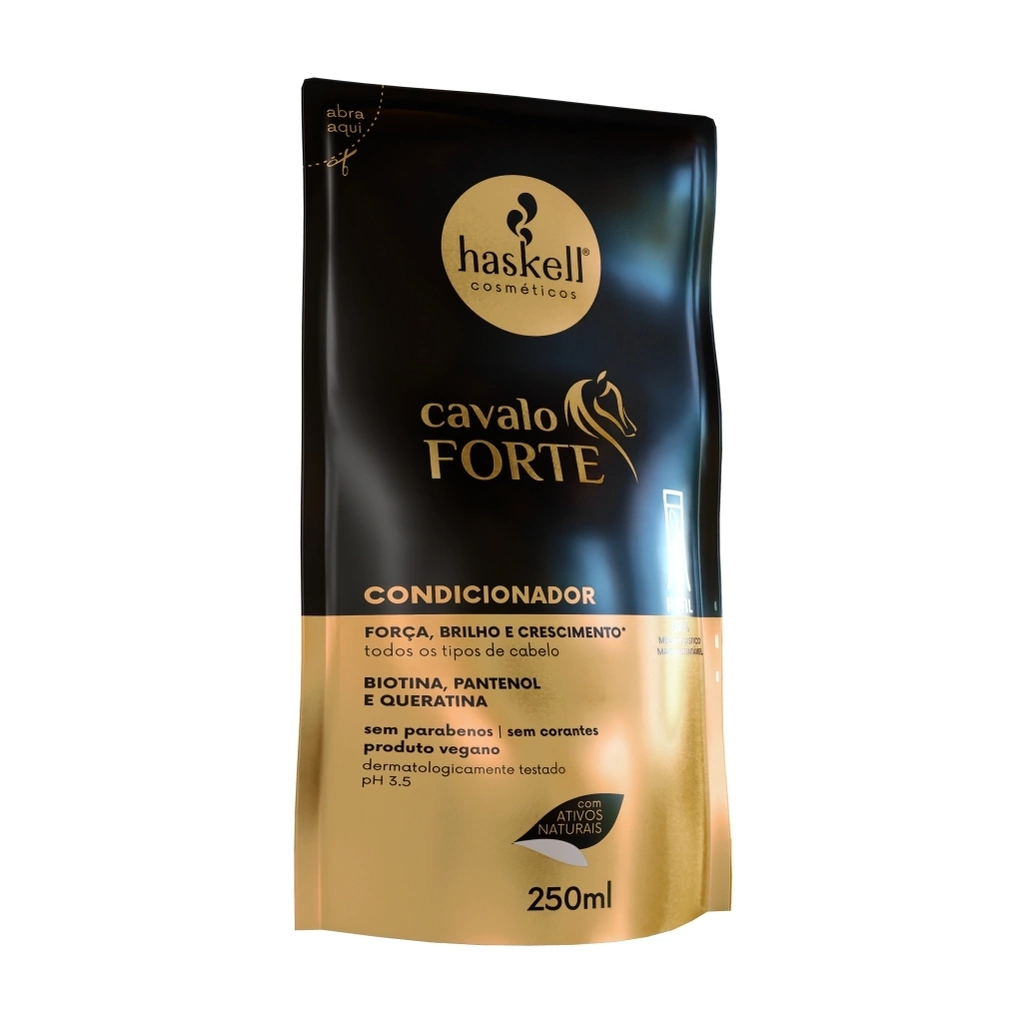 abra
aqui
haskell®
cosméticos
cavalo
FORTE
CONDICIONADOR
FORÇA, BRILHO E CRESCIMENTO*
todos os tipos de cabelo
BIOTINA, PANTENOL
E QUERATINA
sem parabenos | sem corantes
produto vegano
dermatologicamente testado
pH 3.5
com
ATIVOS
NATURAIS
250ml